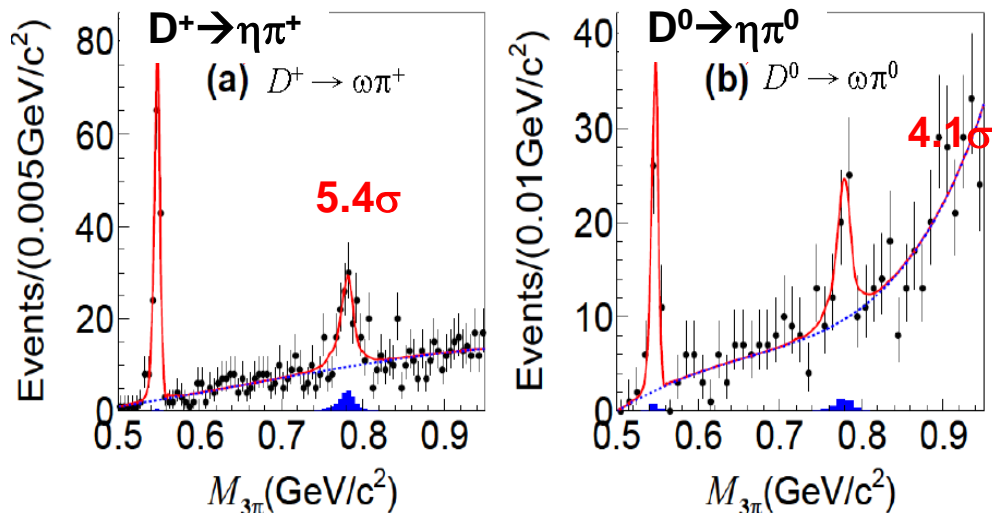 D⁺→ηπ⁺
(a) D⁺ → ωπ⁺
5.4σ
Events/(0.005GeV/c²)
80
60
40
20
0
0.5 0.6 0.7 0.8 0.9
M₃π(GeV/c²)
D⁰→ηπ⁰
(b) D⁰ → ωπ⁰
4.1σ
Events/(0.01GeV/c²)
40
30
20
10
0
0.5 0.6 0.7 0.8 0.9
M₃π(GeV/c²)